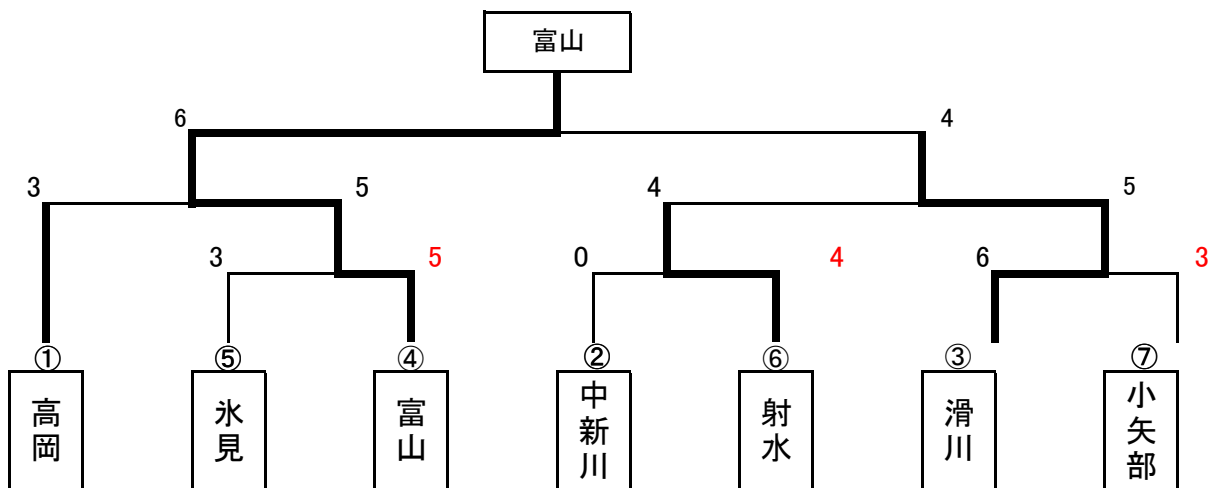 富山
6 4
3 5 4 5
3 5 0 4 6 3
① ⑤ ④ ② ⑥ ③ ⑦
高岡
氷見
富山
中新川
射水
滑川
小矢部